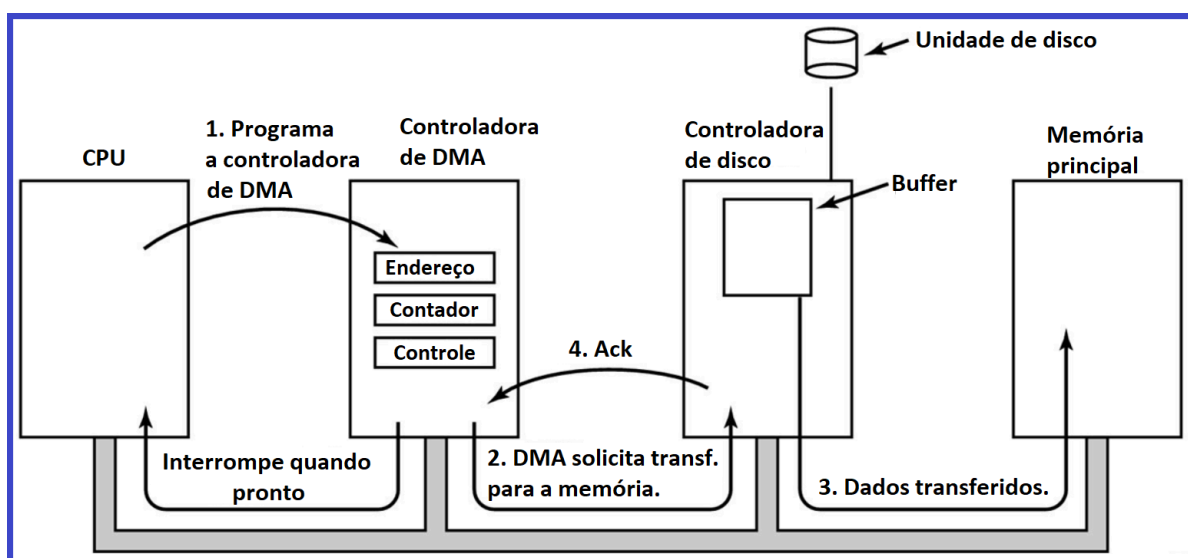 Unidade de disco
1. Programa
a controladora
de DMA
Controladora
de DMA
Controladora
de disco
Memória
principal
CPU
Buffer
Endereço
Contador
Controle
4. Ack
Interrompe quando
pronto
2. DMA solicita transf.
para a memória.
3. Dados transferidos.